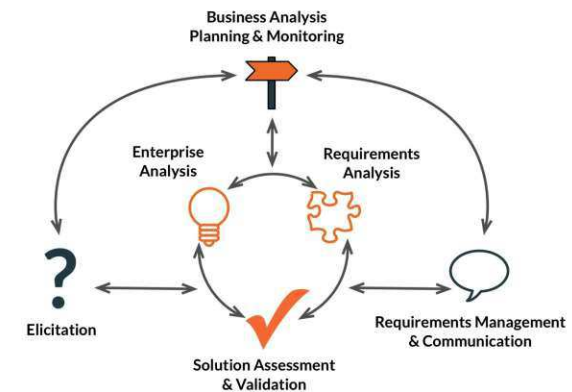 Business Analysis
Planning & Monitoring
Enterprise
Analysis
Requirements
Analysis
?
Elicitation
Requirements Management
& Communication
Solution Assessment
& Validation